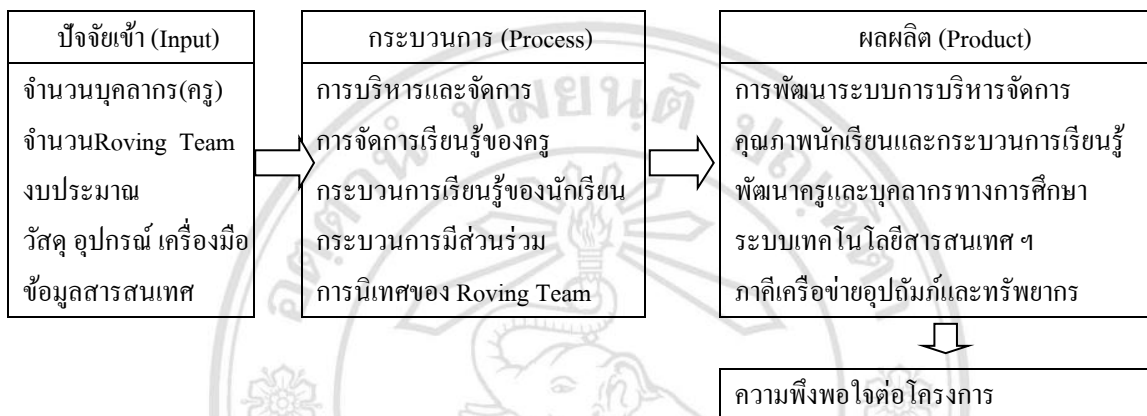 ปัจจัยเข้า (Input)
จำนวนบุคลากร(ครู)
จำนวนRoving Team
งบประมาณ
วัสดุ อุปกรณ์ เครื่องมือ
ข้อมูลสารสนเทศ
กระบวนการ (Process)
การบริหารและจัดการ
การจัดการเรียนรู้ของครู
กระบวนการเรียนรู้ของนักเรียน
กระบวนการมีส่วนร่วม
การนิเทศของ Roving Team
ผลผลิต (Product)
การพัฒนาระบบการบริหารจัดการ
คุณภาพนักเรียนและกระบวนการเรียนรู้
พัฒนาครูและบุคลากรทางการศึกษา
ระบบเทคโนโลยีสารสนเทศ ฯ
ภาคีเครือข่ายอุปถัมภ์และทรัพยากร
ความพึงพอใจต่อโครงการ
อตฺตานํ ทมยนฺติ ปณฺฑิตา